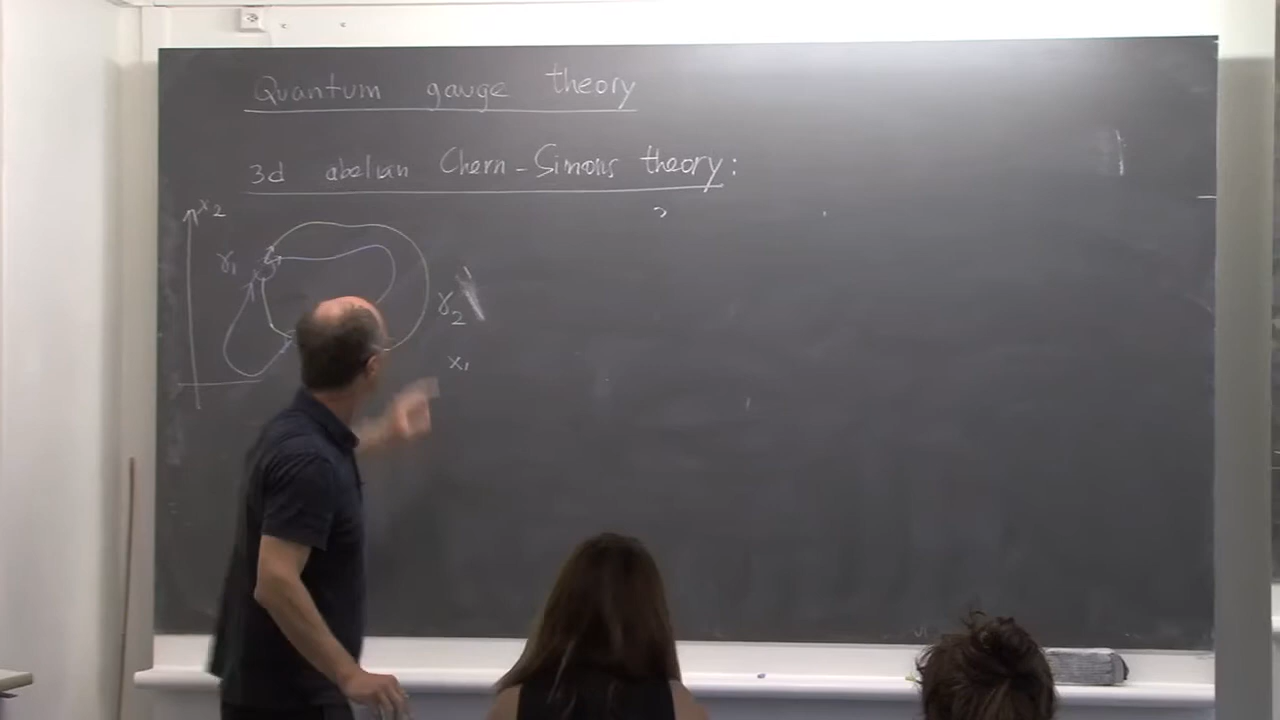 Quantum gauge theory
3d abelian Chern-Simons theory:
x₂
γ₁
γ₂
x₁